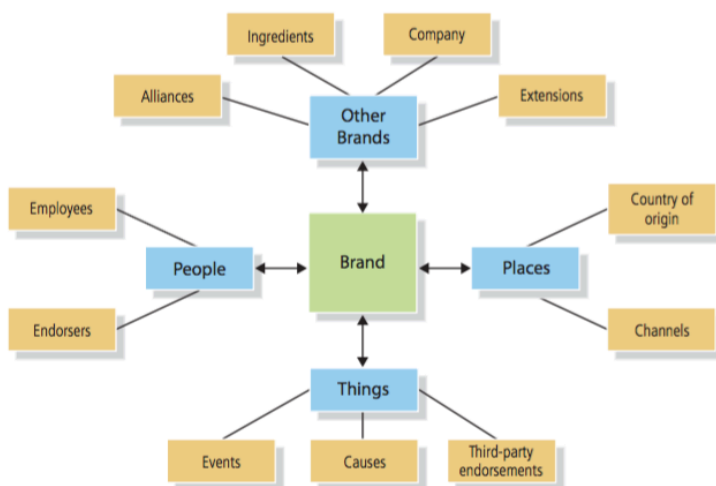 Ingredients
Company
Alliances
Extensions
Other
Brands
Employees
Country of
origin
People
Brand
Places
Endorsers
Channels
Things
Events
Causes
Third-party
endorsements